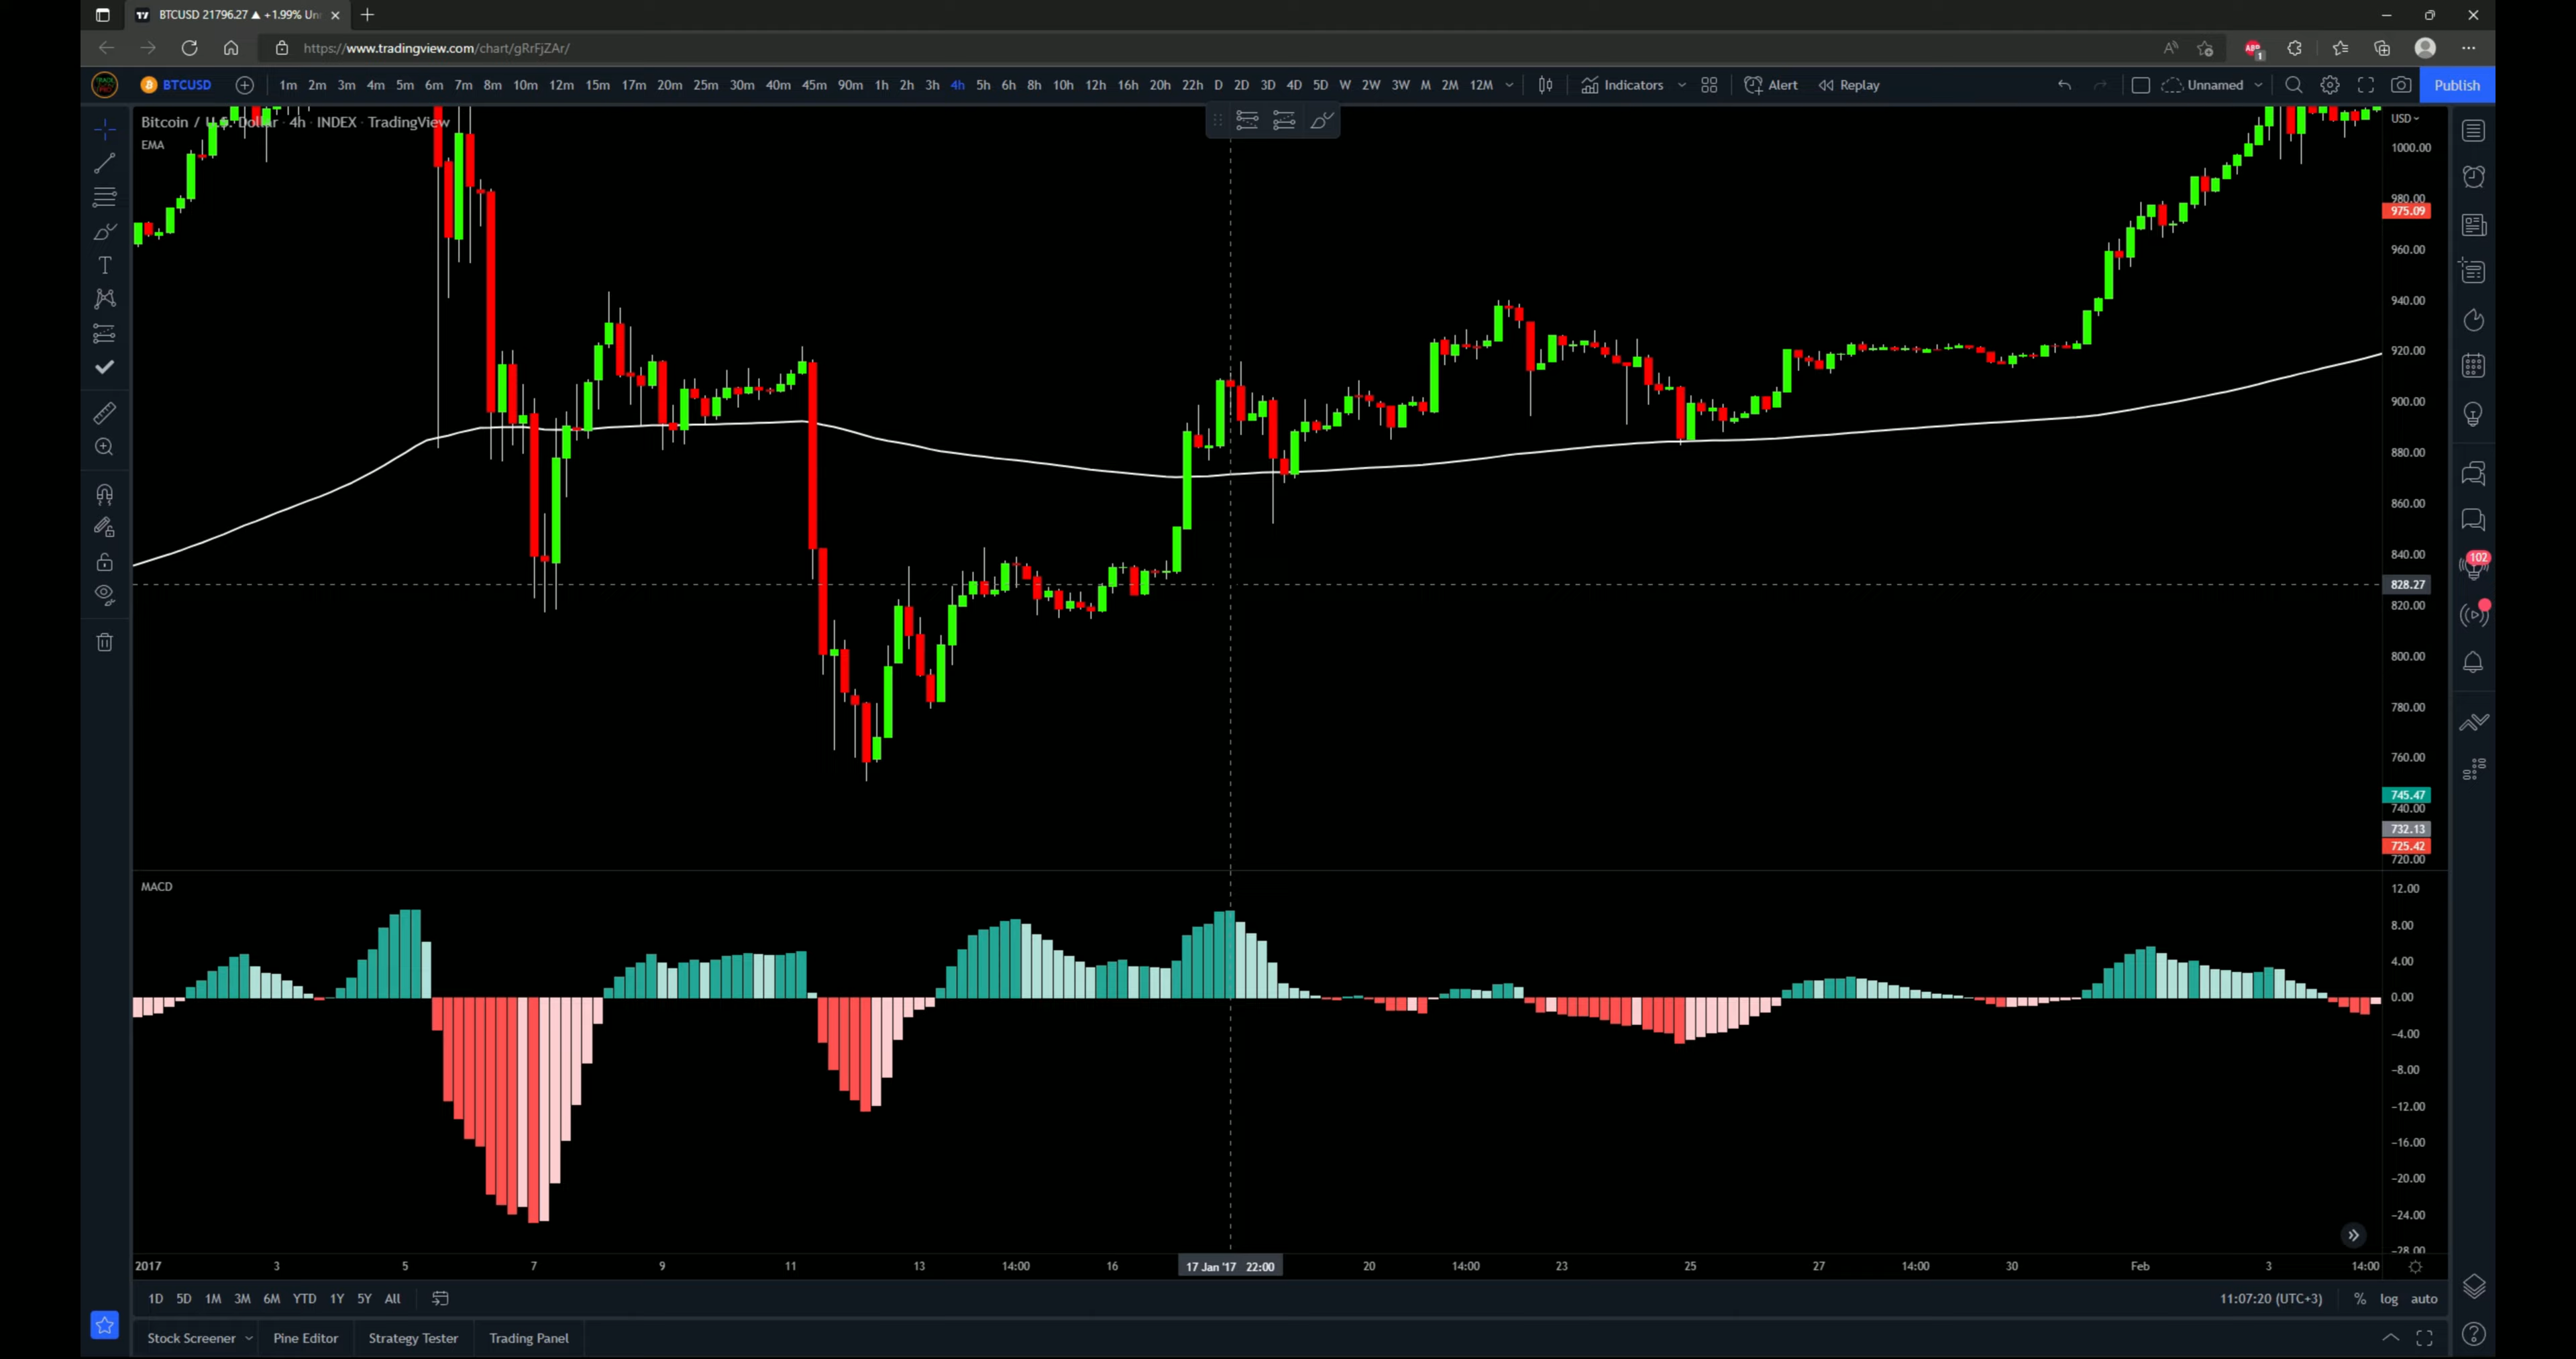 BTCUSD 21796.27 ▲ +1.99% Un
https://www.tradingview.com/chart/gRrFjZAr/
ABP 1
BTCUSD 1m 2m 3m 4m 5m 6m 7m 8m 10m 12m 15m 17m 20m 25m 30m 40m 45m 90m 1h 2h 3h 4h 5h 6h 8h 10h 12h 16h 20h 22h D 2D 3D 4D 5D W 2W 3W M 2M 12M Indicators Alert Replay Unnamed Publish
Bitcoin / U.S. Dollar · 4h · INDEX · TradingView
EMA
USD
1000.00
980.00
975.09
960.00
940.00
920.00
900.00
880.00
860.00
840.00
828.27
820.00
800.00
780.00
760.00
745.47
740.00
732.13
725.42
720.00
102
MACD
12.00
8.00
4.00
0.00
−4.00
−8.00
−12.00
−16.00
−20.00
−24.00
−28.00
2017 3 5 7 9 11 13 14:00 16 17 Jan '17 22:00 20 14:00 23 25 27 14:00 30 Feb 3 14:00
1D 5D 1M 3M 6M YTD 1Y 5Y All 11:07:20 (UTC+3) % log auto
Stock Screener Pine Editor Strategy Tester Trading Panel